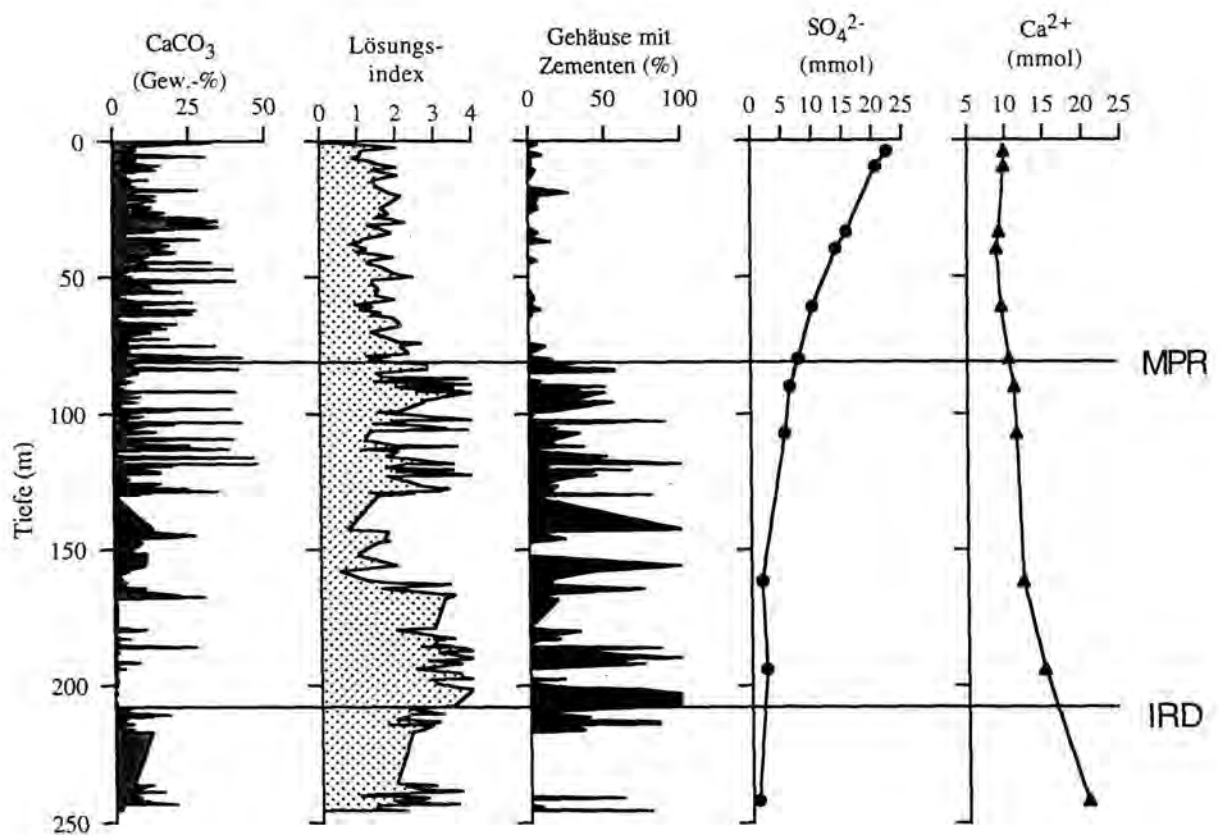 CaCO3
(Gew.-%)
0 25 50
Lösungs-
index
0 1 2 3 4
Gehäuse mit
Zementen (%)
0 50 100
SO4 2-
(mmol)
0 5 10 15 20 25
Ca2+
(mmol)
5 10 15 20 25
Tiefe (m)
0
50
100
150
200
250
MPR
IRD